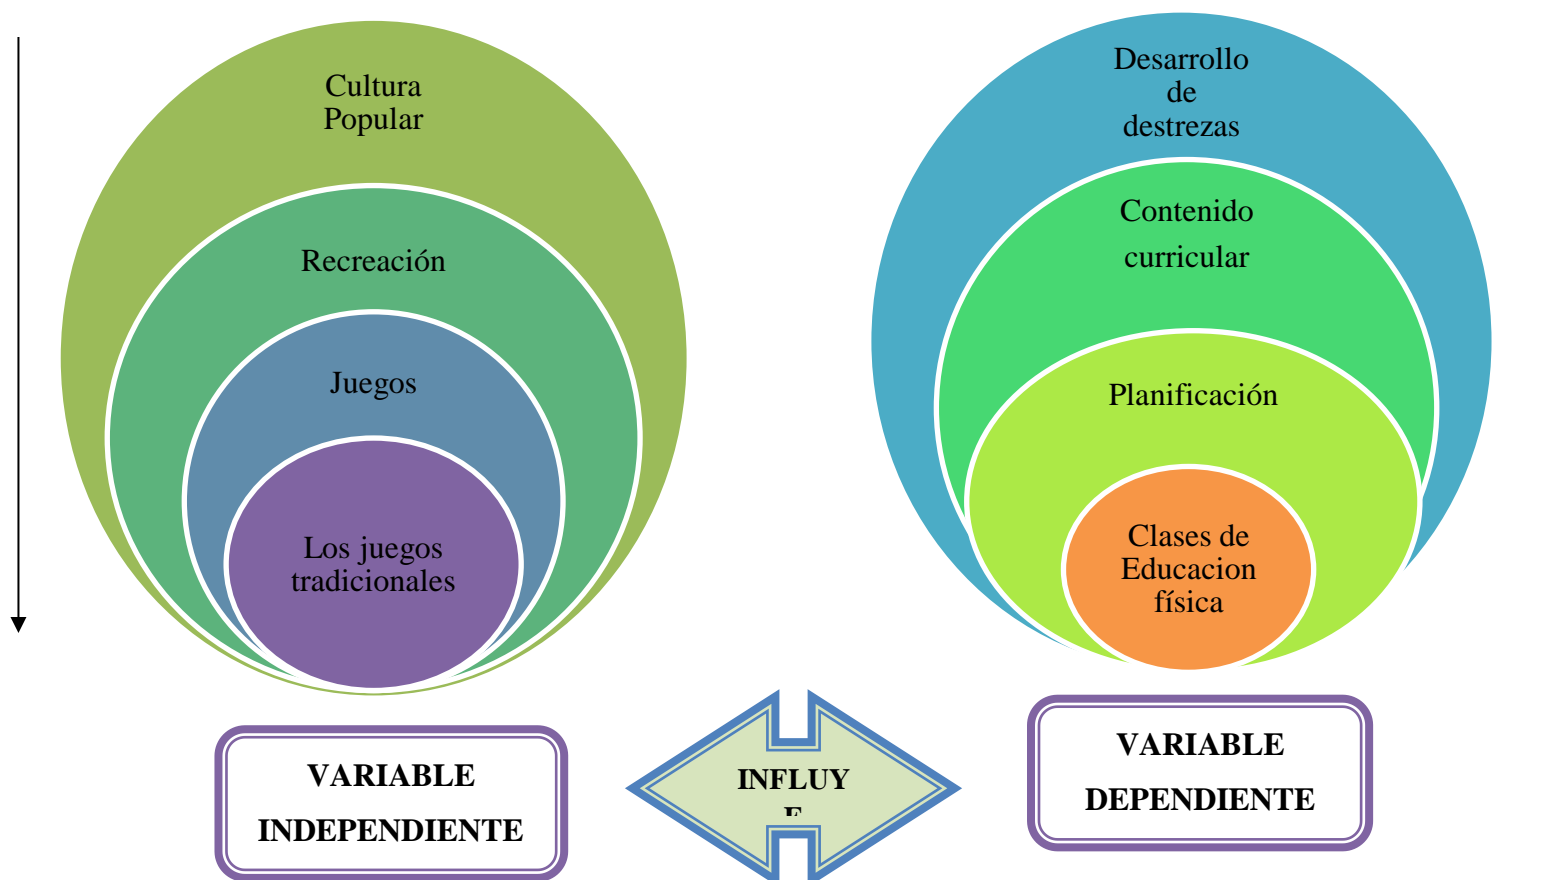 Cultura
Popular
Recreación
Juegos
Los juegos
tradicionales
Desarrollo
de
destrezas
Contenido
curricular
Planificación
Clases de
Educacion
física
VARIABLE
INDEPENDIENTE
INFLUY
E
VARIABLE
DEPENDIENTE